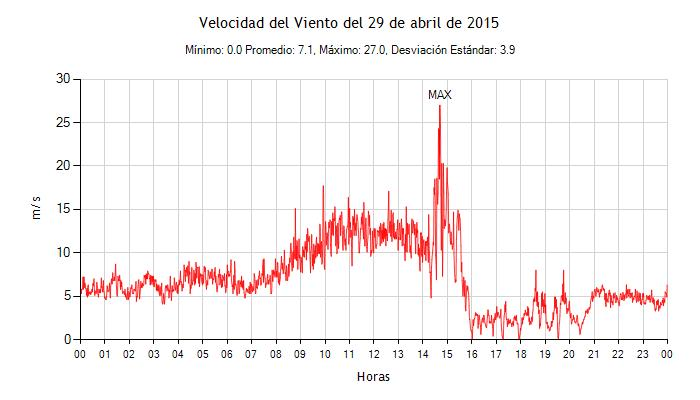 Velocidad del Viento del 29 de abril de 2015
Mínimo: 0.0 Promedio: 7.1, Máximo: 27.0, Desviación Estándar: 3.9
30
MAX
25
20
m/s
15
10
5
0
00 01 02 03 04 05 06 07 08 09 10 11 12 13 14 15 16 17 18 19 20 21 22 23 00
Horas